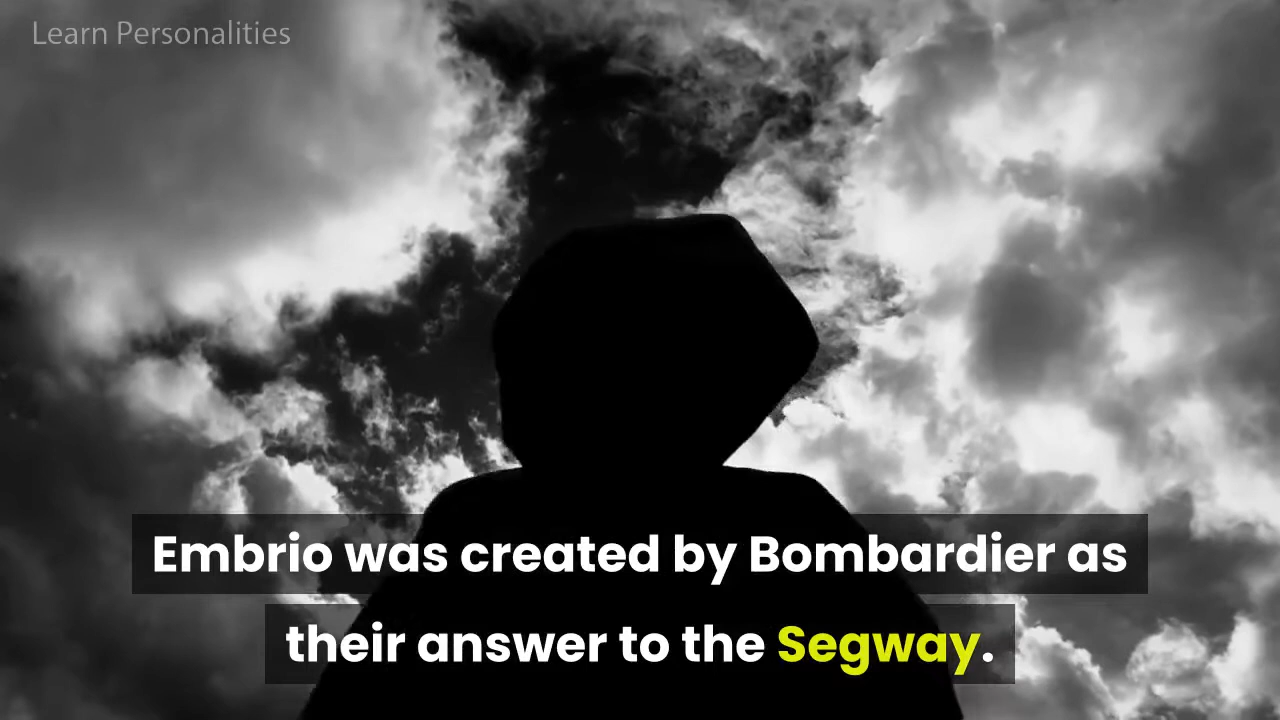 Learn Personalities
Embrio was created by Bombardier as
their answer to the Segway.